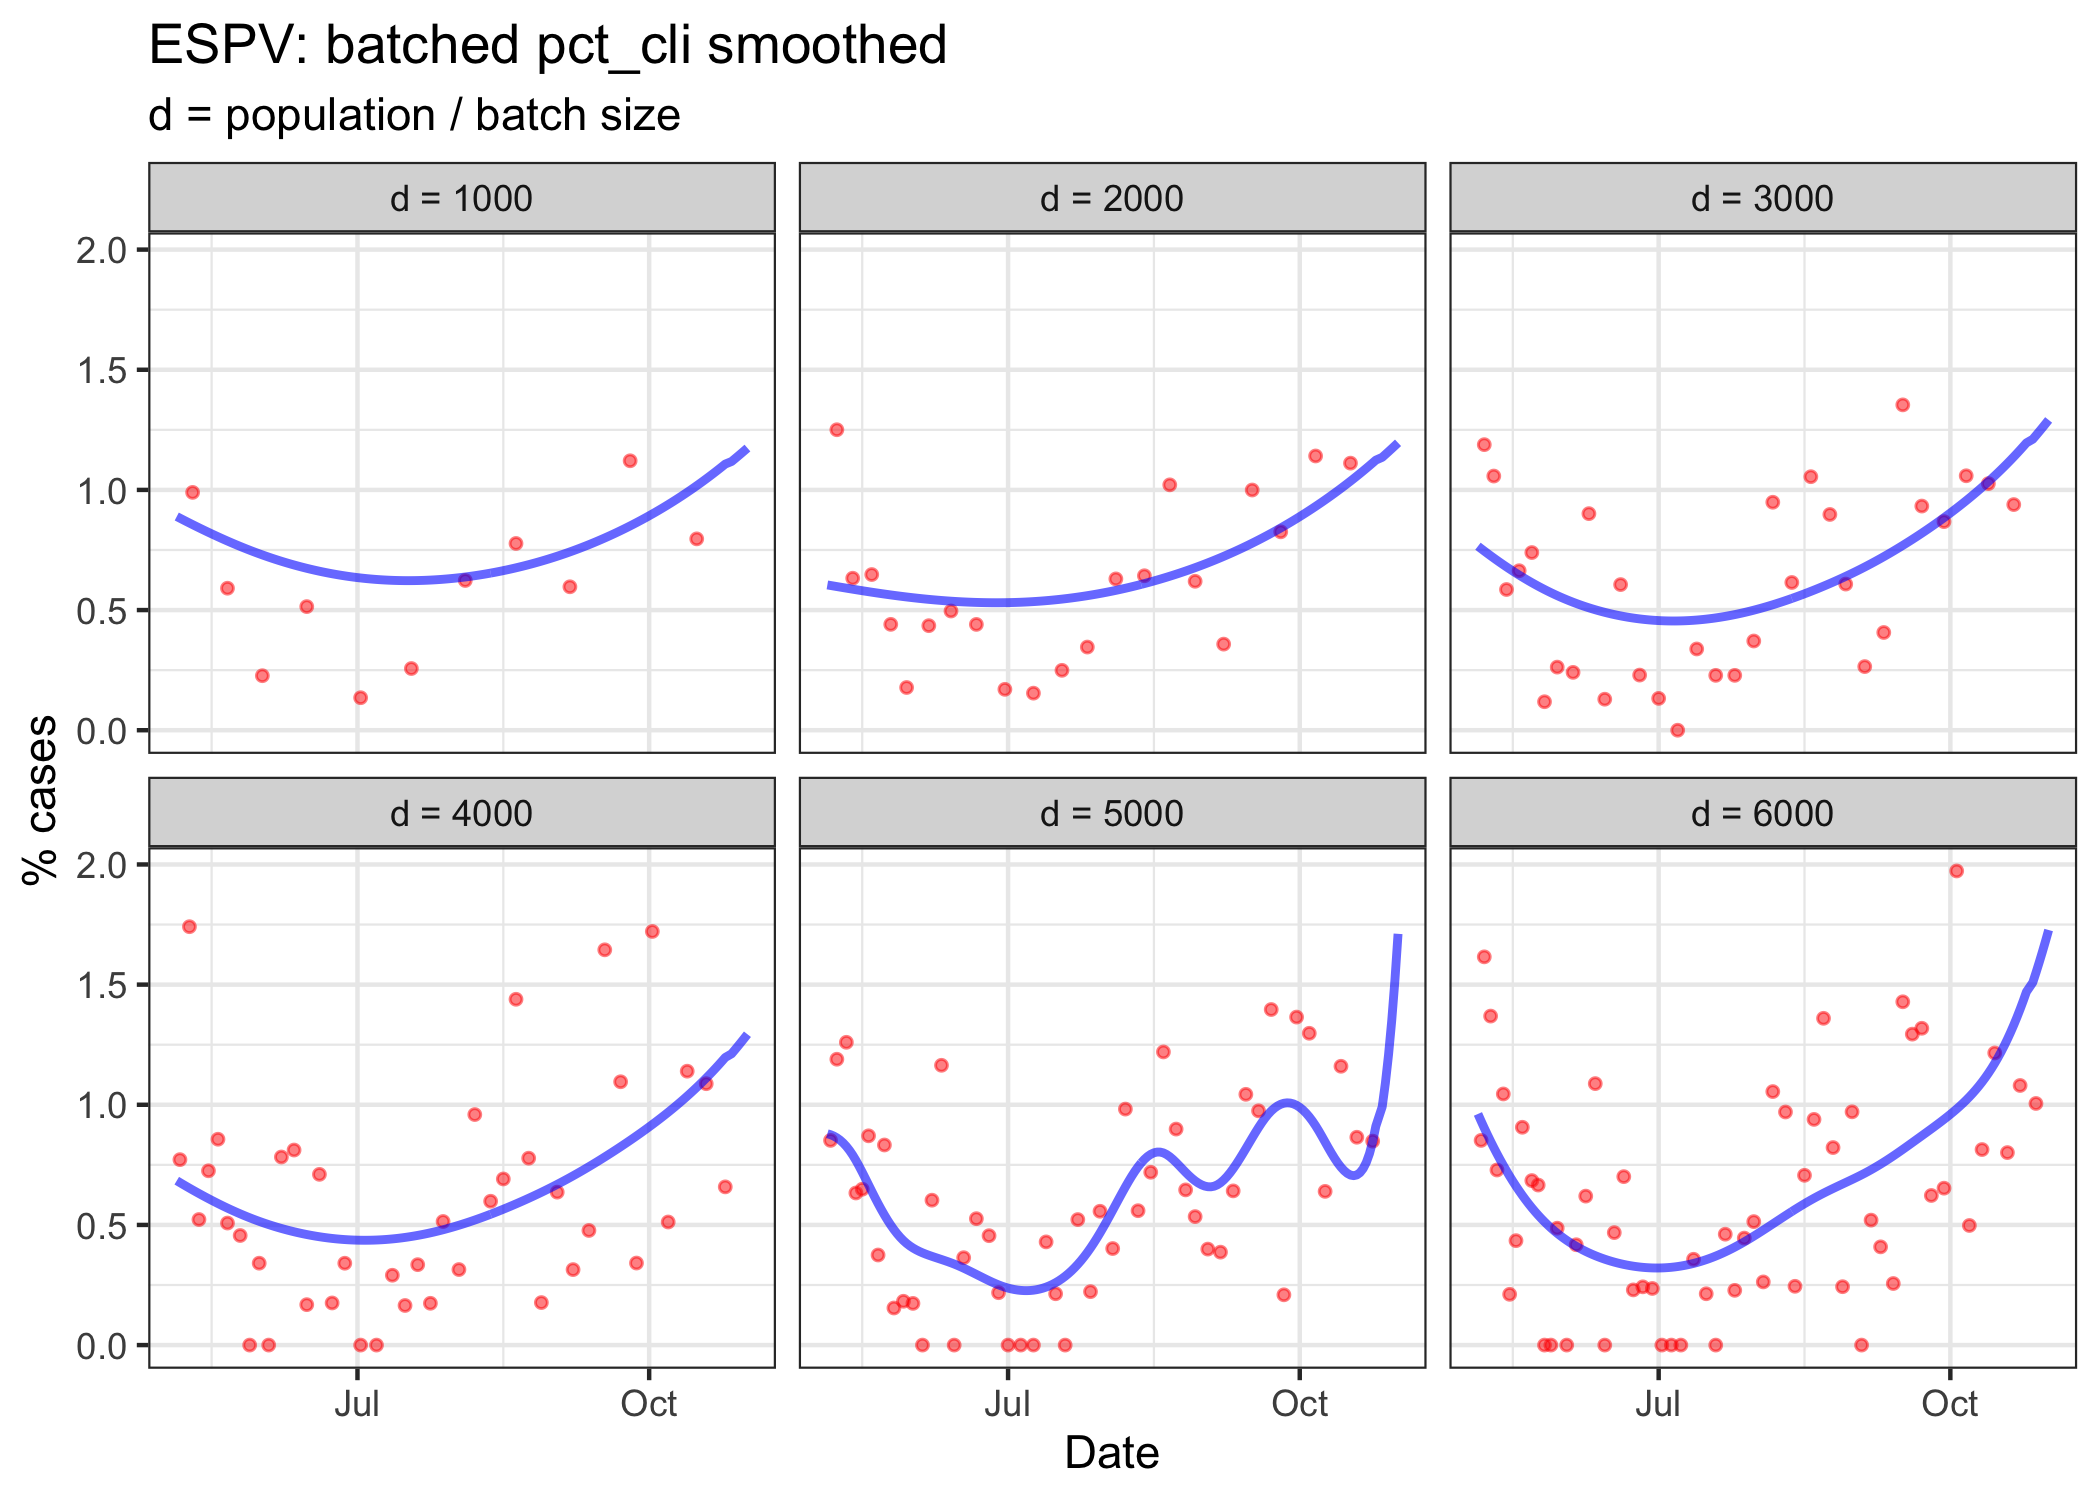 ESPV: batched pct_cli smoothed
d = population / batch size
d = 1000
d = 2000
d = 3000
2.0
1.5
1.0
0.5
0.0
% cases
d = 4000
d = 5000
d = 6000
2.0
1.5
1.0
0.5
0.0
Jul
Oct
Jul
Oct
Jul
Oct
Date